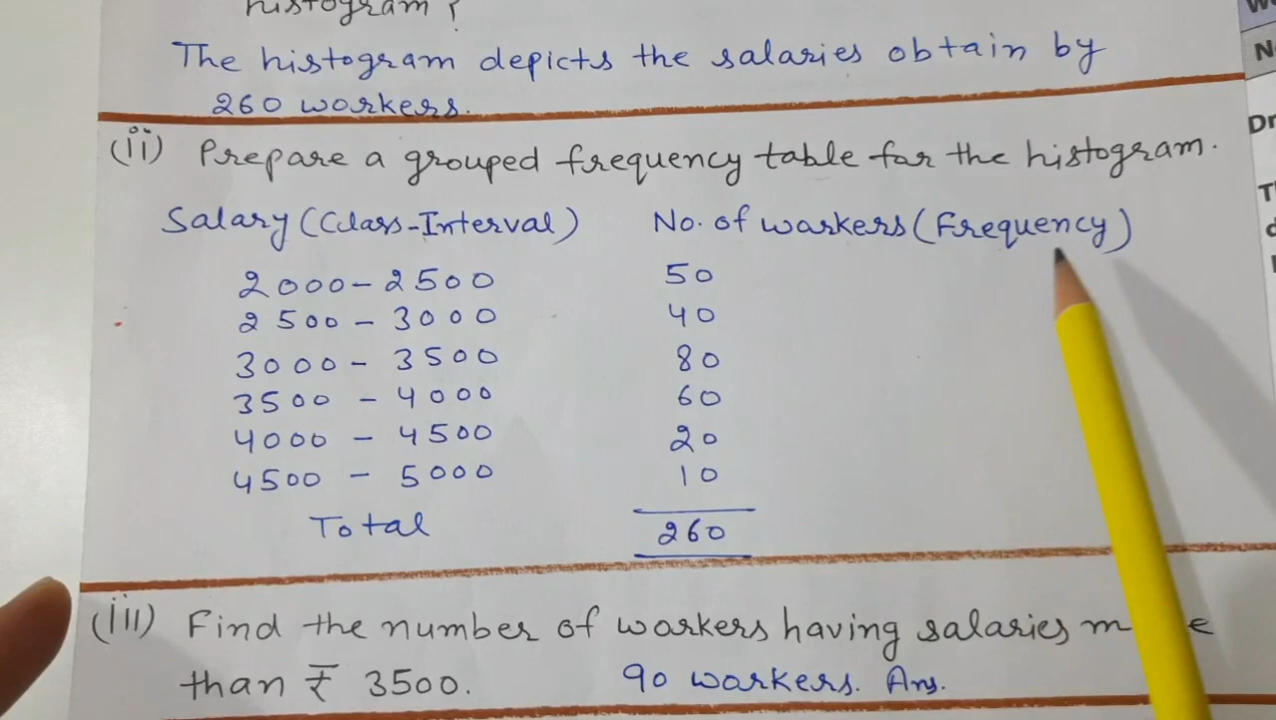 histogram?
The histogram depicts the salaries obtain by
260 workers.
(ii) Prepare a grouped frequency table for the histogram.
Salary (Class-Interval) No. of workers (Frequency)
2000 - 2500 50
2500 - 3000 40
3000 - 3500 80
3500 - 4000 60
4000 - 4500 20
4500 - 5000 10
Total 260
(iii) Find the number of workers having salaries
than ₹ 3500. 90 workers. Ans.